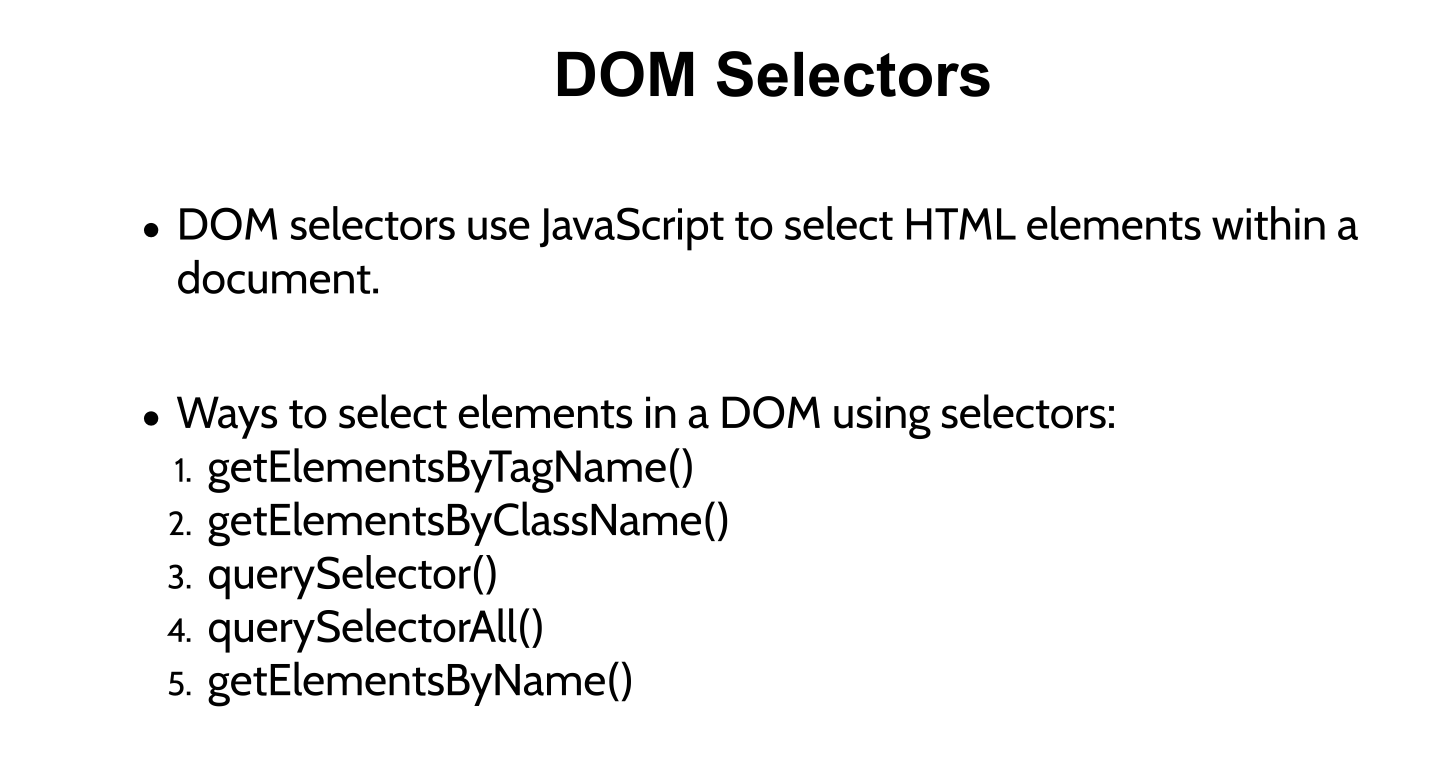 DOM Selectors
• DOM selectors use JavaScript to select HTML elements within a
document.
• Ways to select elements in a DOM using selectors:
1. getElementsByTagName()
2. getElementsByClassName()
3. querySelector()
4. querySelectorAll()
5. getElementsByName()